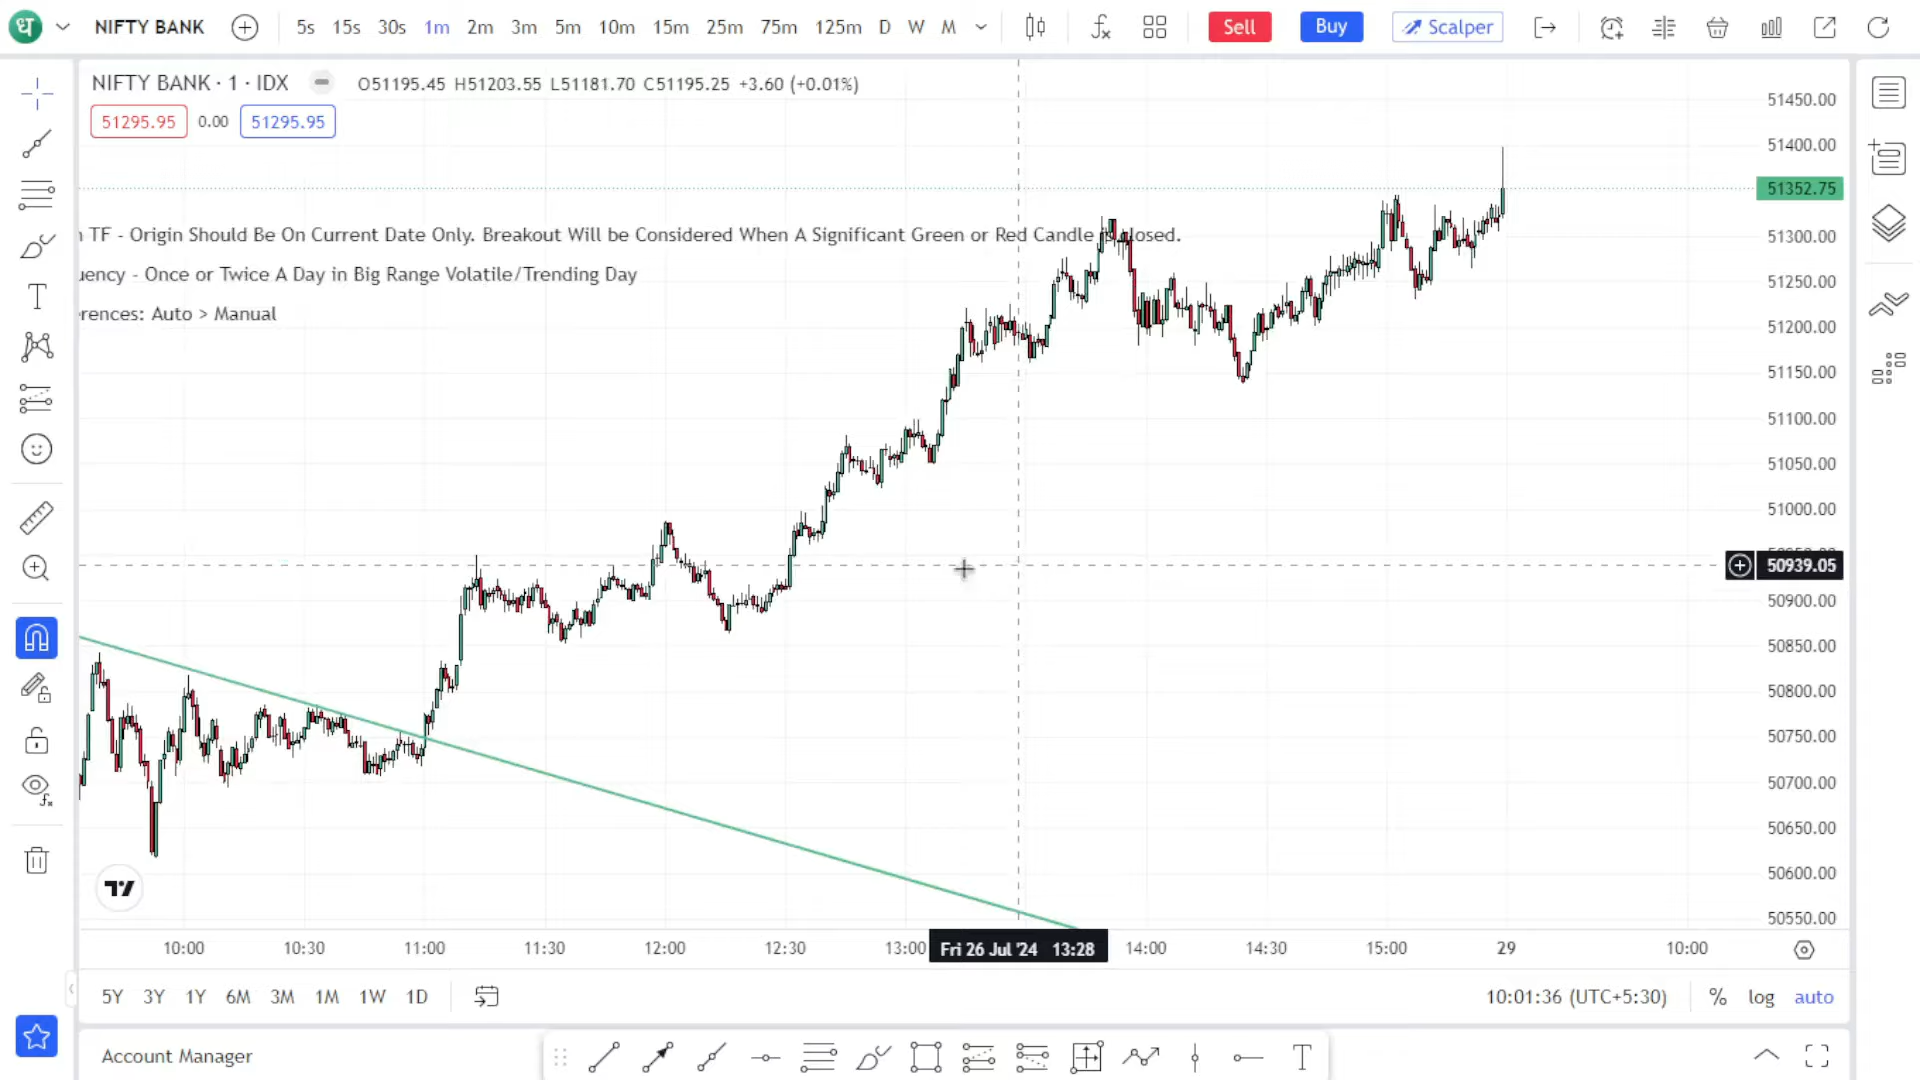 ध NIFTY BANK 5s 15s 30s 1m 2m 3m 5m 10m 15m 25m 75m 125m D W M Sell Buy Scalper
NIFTY BANK · 1 · IDX O51195.45 H51203.55 L51181.70 C51195.25 +3.60 (+0.01%)
51295.95 0.00 51295.95
51450.00
51400.00
51352.75
TF - Origin Should Be On Current Date Only. Breakout Will be Considered When A Significant Green or Red Candle
51300.00
uency - Once or Twice A Day in Big Range Volatile/Trending Day
51250.00
erences: Auto > Manual
51200.00
51150.00
51100.00
51050.00
51000.00
50939.05
50900.00
50850.00
50800.00
50750.00
50700.00
50650.00
50600.00
50550.00
10:00 10:30 11:00 11:30 12:00 12:30 13:00 Fri 26 Jul '24 13:28 14:00 14:30 15:00 29 10:00
5Y 3Y 1Y 6M 3M 1M 1W 1D 10:01:36 (UTC+5:30) % log auto
Account Manager